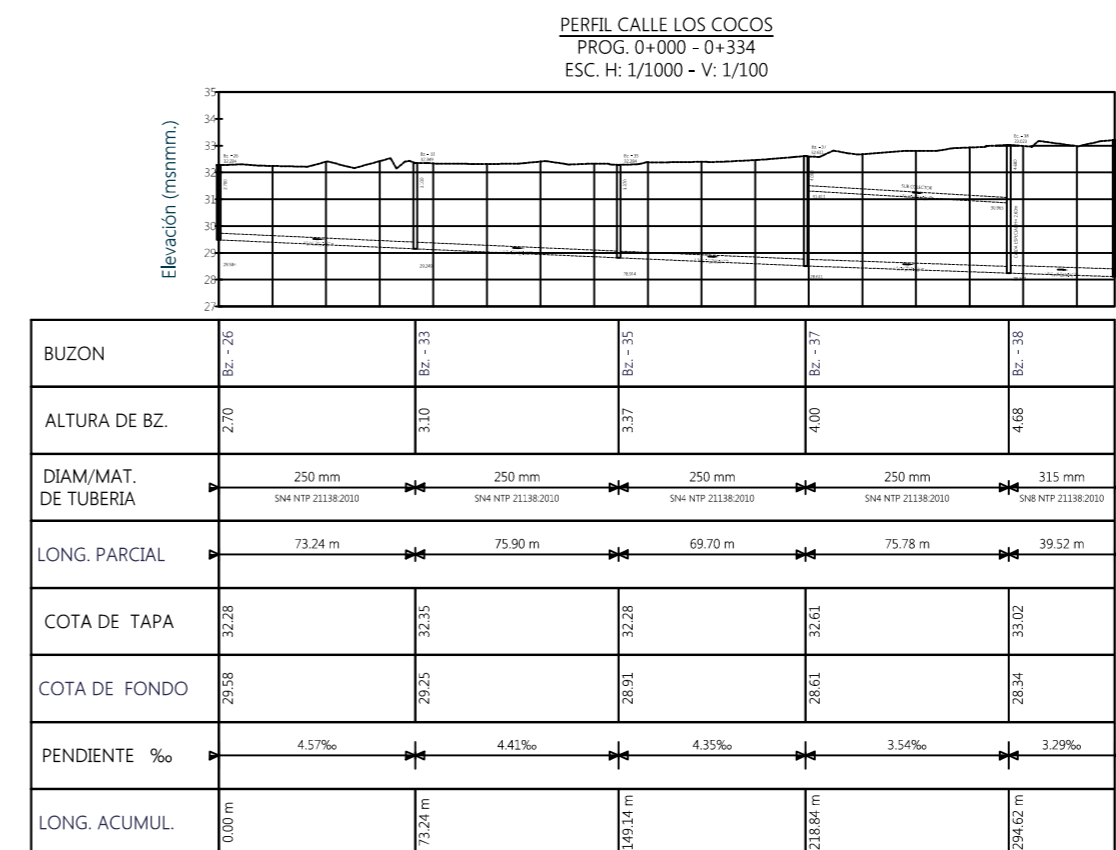 PERFIL CALLE LOS COCOS
PROG. 0+000 - 0+334
ESC. H: 1/1000 - V: 1/100
Elevación (msnmm.)
35
34
33
32
31
30
29
28
27
SUB COLECTOR
BUZON
Bz. - 26
Bz. - 33
Bz. - 35
Bz. - 37
Bz. - 38
ALTURA DE BZ.
2.70
3.10
3.37
4.00
4.68
DIAM/MAT.
DE TUBERIA
250 mm
SN4 NTP 21138:2010
250 mm
SN4 NTP 21138:2010
250 mm
SN4 NTP 21138:2010
250 mm
SN4 NTP 21138:2010
315 mm
SN8 NTP 21138:2010
LONG. PARCIAL
73.24 m
75.90 m
69.70 m
75.78 m
39.52 m
COTA DE TAPA
32.28
32.35
32.28
32.61
33.02
COTA DE FONDO
29.58
29.25
28.91
28.61
28.34
PENDIENTE ‰
4.57‰
4.41‰
4.35‰
3.54‰
3.29‰
LONG. ACUMUL.
0.00 m
73.24 m
149.14 m
218.84 m
294.62 m